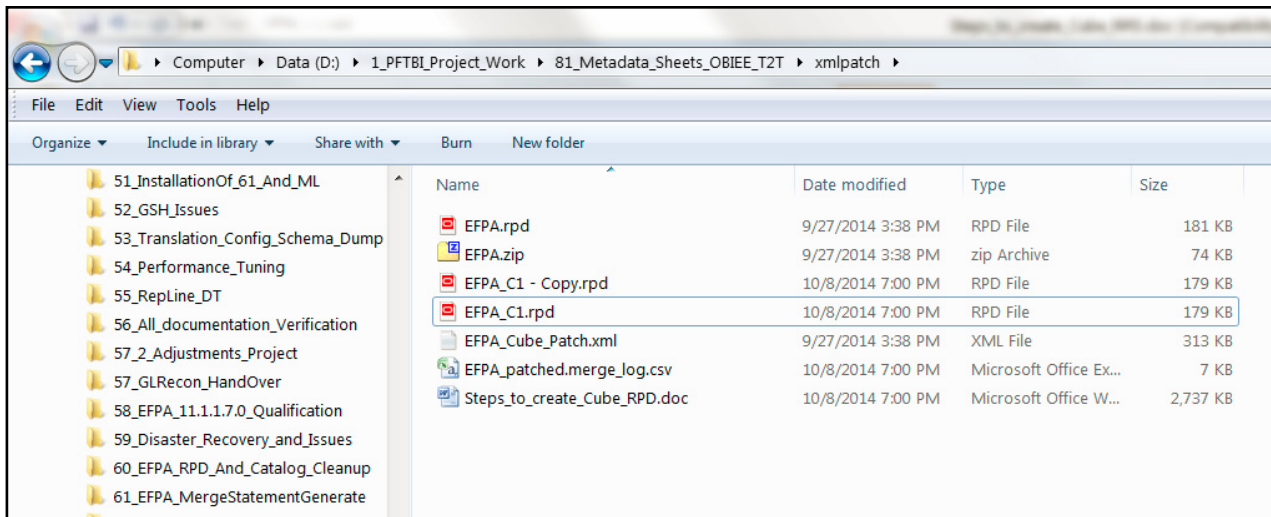 Computer Data (D:) 1_PFTBI_Project_Work 81_Metadata_Sheets_OBIEE_T2T xmlpatch
File Edit View Tools Help
Organize Include in library Share with Burn New folder
51_InstallationOf_61_And_ML
52_GSH_Issues
53_Translation_Config_Schema_Dump
54_Performance_Tuning
55_RepLine_DT
56_All_documentation_Verification
57_2_Adjustments_Project
57_GLRecon_HandOver
58_EFPA_11.1.1.7.0_Qualification
59_Disaster_Recovery_and_Issues
60_EFPA_RPD_And_Catalog_Cleanup
61_EFPA_MergeStatementGenerate
Name Date modified Type Size
EFPA.rpd 9/27/2014 3:38 PM RPD File 181 KB
EFPA.zip 9/27/2014 3:38 PM zip Archive 74 KB
EFPA_C1 - Copy.rpd 10/8/2014 7:00 PM RPD File 179 KB
EFPA_C1.rpd 10/8/2014 7:00 PM RPD File 179 KB
EFPA_Cube_Patch.xml 9/27/2014 3:38 PM XML File 313 KB
EFPA_patched.merge_log.csv 10/8/2014 7:00 PM Microsoft Office Ex... 7 KB
Steps_to_create_Cube_RPD.doc 10/8/2014 7:00 PM Microsoft Office W... 2,737 KB